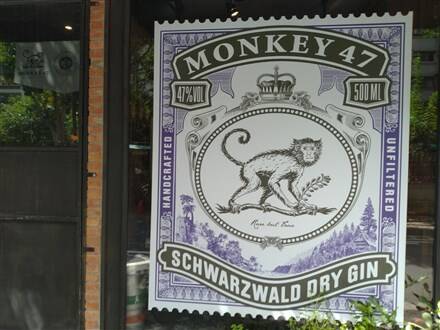 MONKEY 47
47%VOL
500 ML
HANDCRAFTED
UNFILTERED
SCHWARZWALD DRY GIN